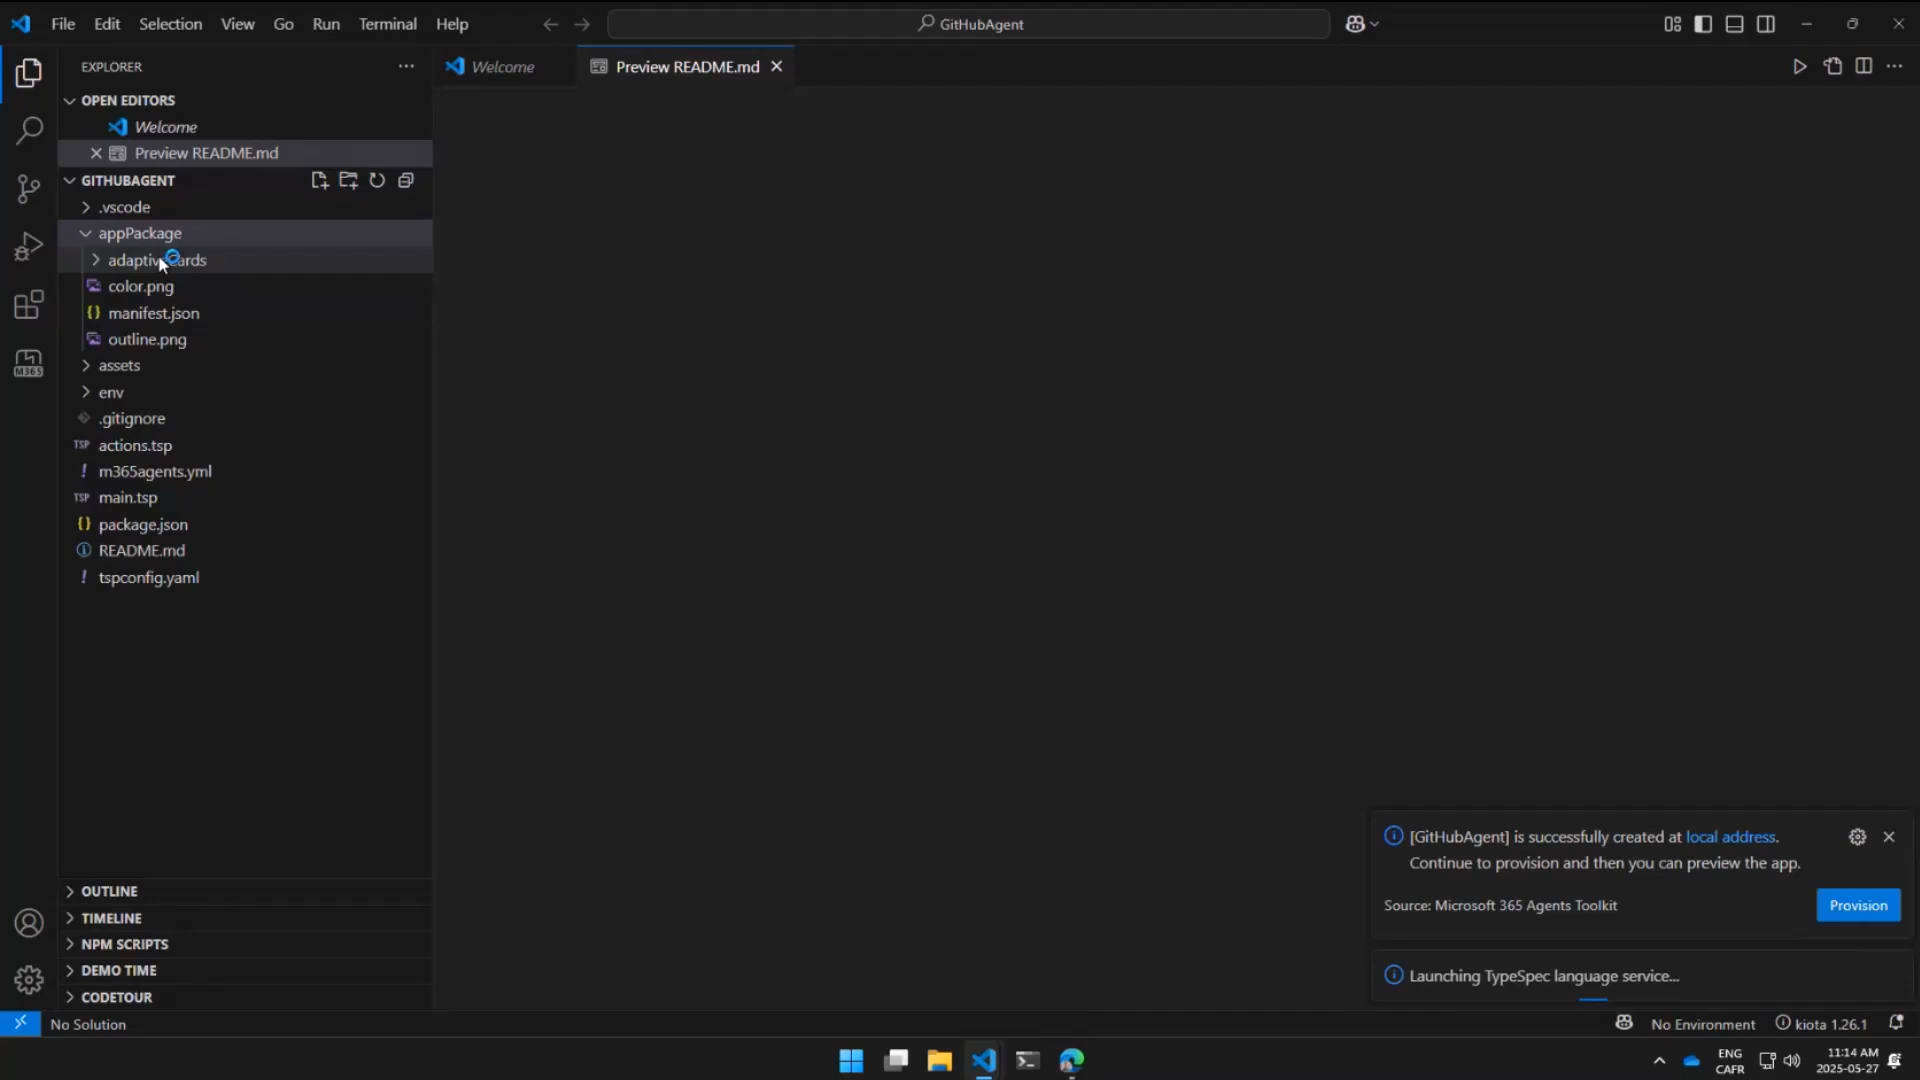 File Edit Selection View Go Run Terminal Help
GitHubAgent
EXPLORER
Welcome
Preview README.md
OPEN EDITORS
Welcome
Preview README.md
GITHUBAGENT
.vscode
appPackage
color.png
manifest.json
outline.png
assets
env
.gitignore
TSP actions.tsp
! m365agents.yml
TSP main.tsp
package.json
README.md
! tspconfig.yaml
M365
OUTLINE
TIMELINE
NPM SCRIPTS
DEMO TIME
CODETOUR
[GitHubAgent] is successfully created at local address.
Continue to provision and then you can preview the app.
Source: Microsoft 365 Agents Toolkit
Provision
Launching TypeSpec language service...
No Solution
No Environment
kiota 1.26.1
ENG
CAFR
11:14 AM
2025-05-27